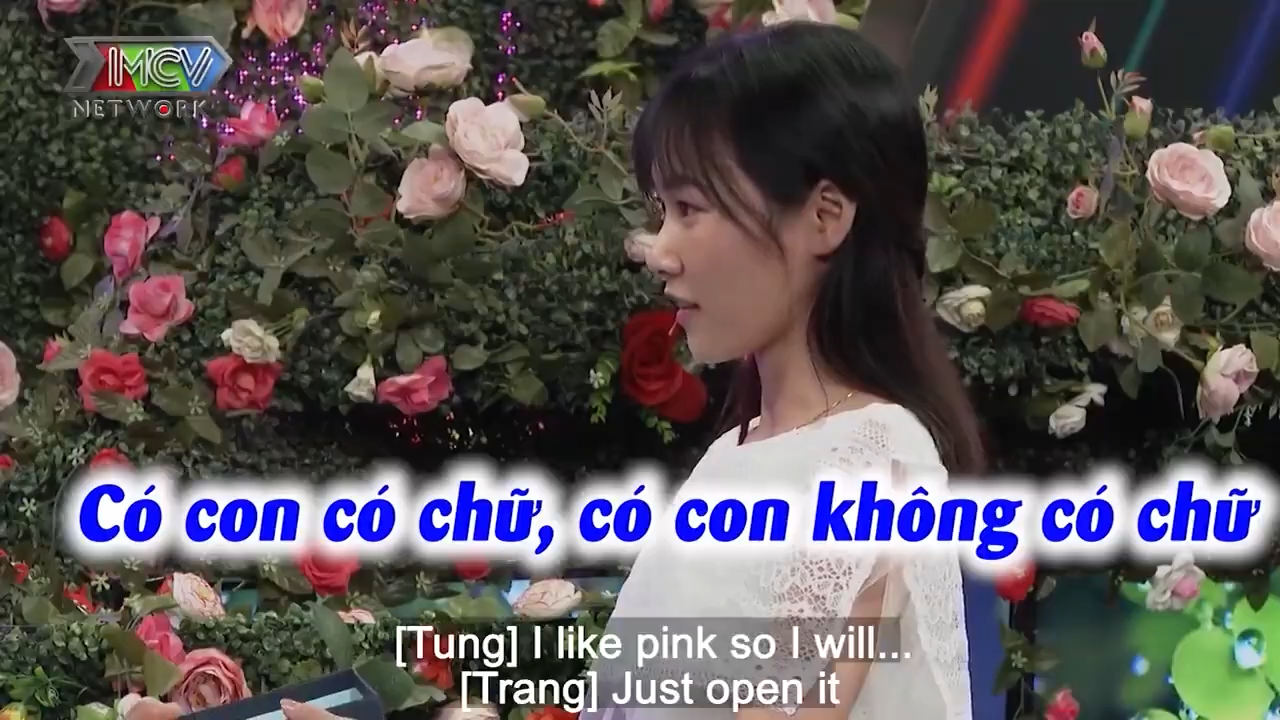 MCV
NETWORK
Có con có chữ, có con không có chữ
[Tung] I like pink so I will...
[Trang] Just open it